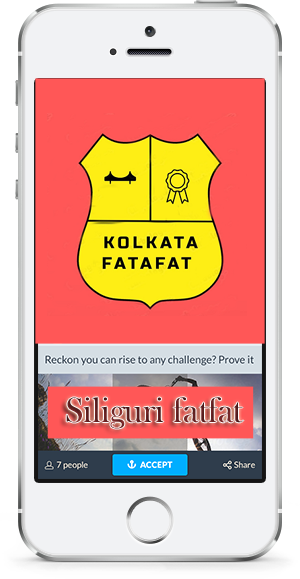 KOLKATA
FATAFAT
Reckon you can rise to any challenge? Prove it
Siliguri fatfat
7 people
ACCEPT
Share